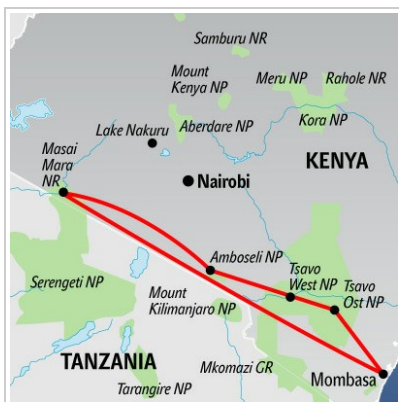 Samburu NR
Mount
Kenya NP
Meru NP
Rahole NR
Lake Nakuru
Aberdare NP
Kora NP
Masai
Mara
NR
KENYA
Nairobi
Amboseli NP
Tsavo
West NP
Tsavo
Ost NP
Serengeti NP
Mount
Kilimanjaro NP
TANZANIA
Mkomazi GR
Mombasa
Tarangire NP